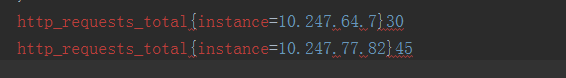 http_requests_total{instance=10.247.64.7}30
http_requests_total{instance=10.247.77.82}45